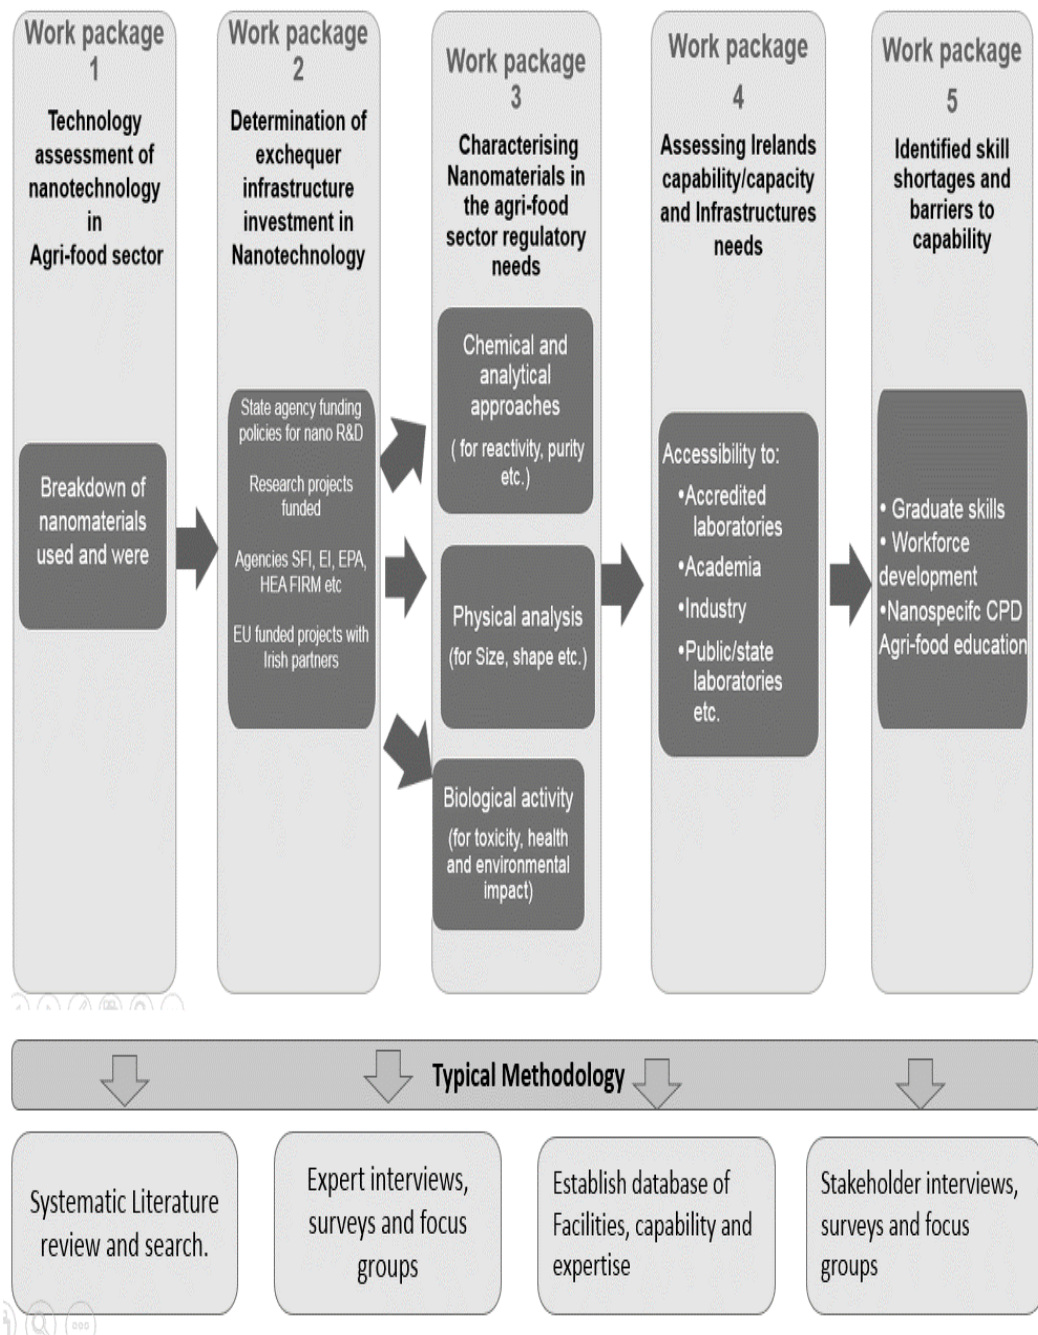 Work package
1
Technology
assessment of
nanotechnology
in
Agri-food sector
Breakdown of
nanomaterials
used and were
Work package
2
Determination of
exchequer
infrastructure
investment in
Nanotechnology
State agency funding
policies for nano R&D
Research projects
funded
Agencies SFI, EI, EPA,
HEA FIRM etc
EU funded projects with
Irish partners
Work package
3
Characterising
Nanomaterials in
the agri-food
sector regulatory
needs
Chemical and
analytical
approaches
( for reactivity, purity
etc.)
Physical analysis
(for Size, shape etc.)
Biological activity
(for toxicity, health
and environmental
impact)
Work package
4
Assessing Irelands
capability/capacity
and Infrastructures
needs
Accessibility to:
•Accredited
laboratories
•Academia
•Industry
•Public/state
laboratories
etc.
Work package
5
Identified skill
shortages and
barriers to
capability
• Graduate skills
• Workforce
development
•Nanospecifc CPD
Agri-food education
Typical Methodology
Systematic Literature
review and search.
Expert interviews,
surveys and focus
groups
Establish database of
Facilities, capability and
expertise
Stakeholder interviews,
surveys and focus
groups